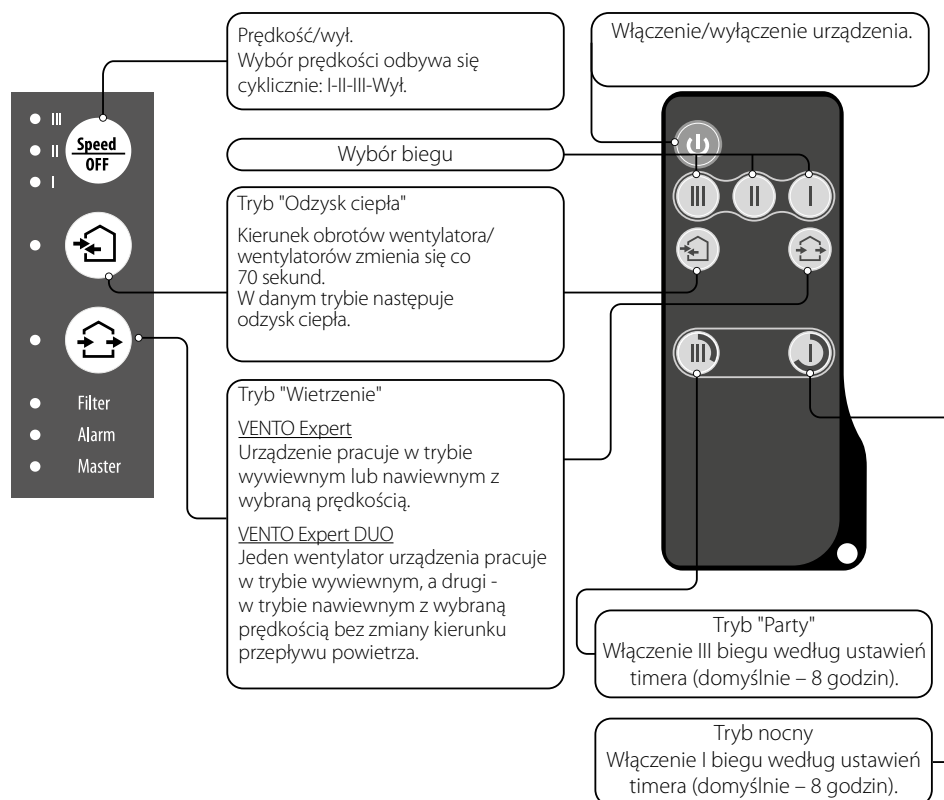 Prędkość/wył.
Wybór prędkości odbywa się
cyklicznie: I-II-III-Wył.
Włączenie/wyłączenie urządzenia.
III
II
I
Speed
OFF
Wybór biegu
III
II
I
Tryb "Odzysk ciepła"
Kierunek obrotów wentylatora/
wentylatorów zmienia się co
70 sekund.
W danym trybie następuje
odzysk ciepła.
Filter
Alarm
Master
Tryb "Wietrzenie"
VENTO Expert
Urządzenie pracuje w trybie
wywiewnym lub nawiewnym z
wybraną prędkością.
VENTO Expert DUO
Jeden wentylator urządzenia pracuje
w trybie wywiewnym, a drugi -
w trybie nawiewnym z wybraną
prędkością bez zmiany kierunku
przepływu powietrza.
III
I
Tryb "Party"
Włączenie III biegu według ustawień
timera (domyślnie – 8 godzin).
Tryb nocny
Włączenie I biegu według ustawień
timera (domyślnie – 8 godzin).